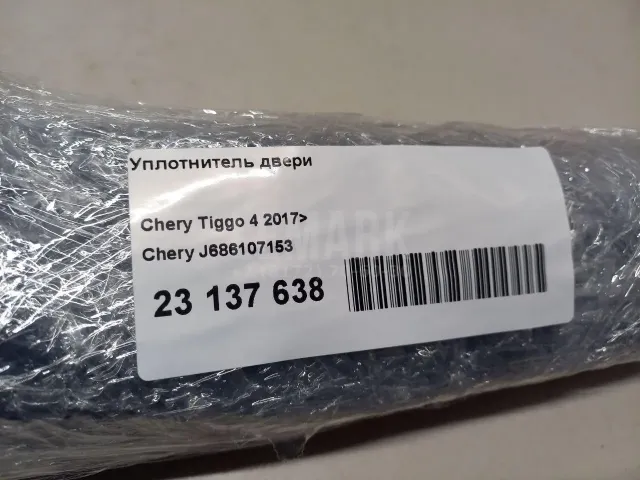 Уплотнитель двери
Chery Tiggo 4 2017>
Chery J686107153
23 137 638